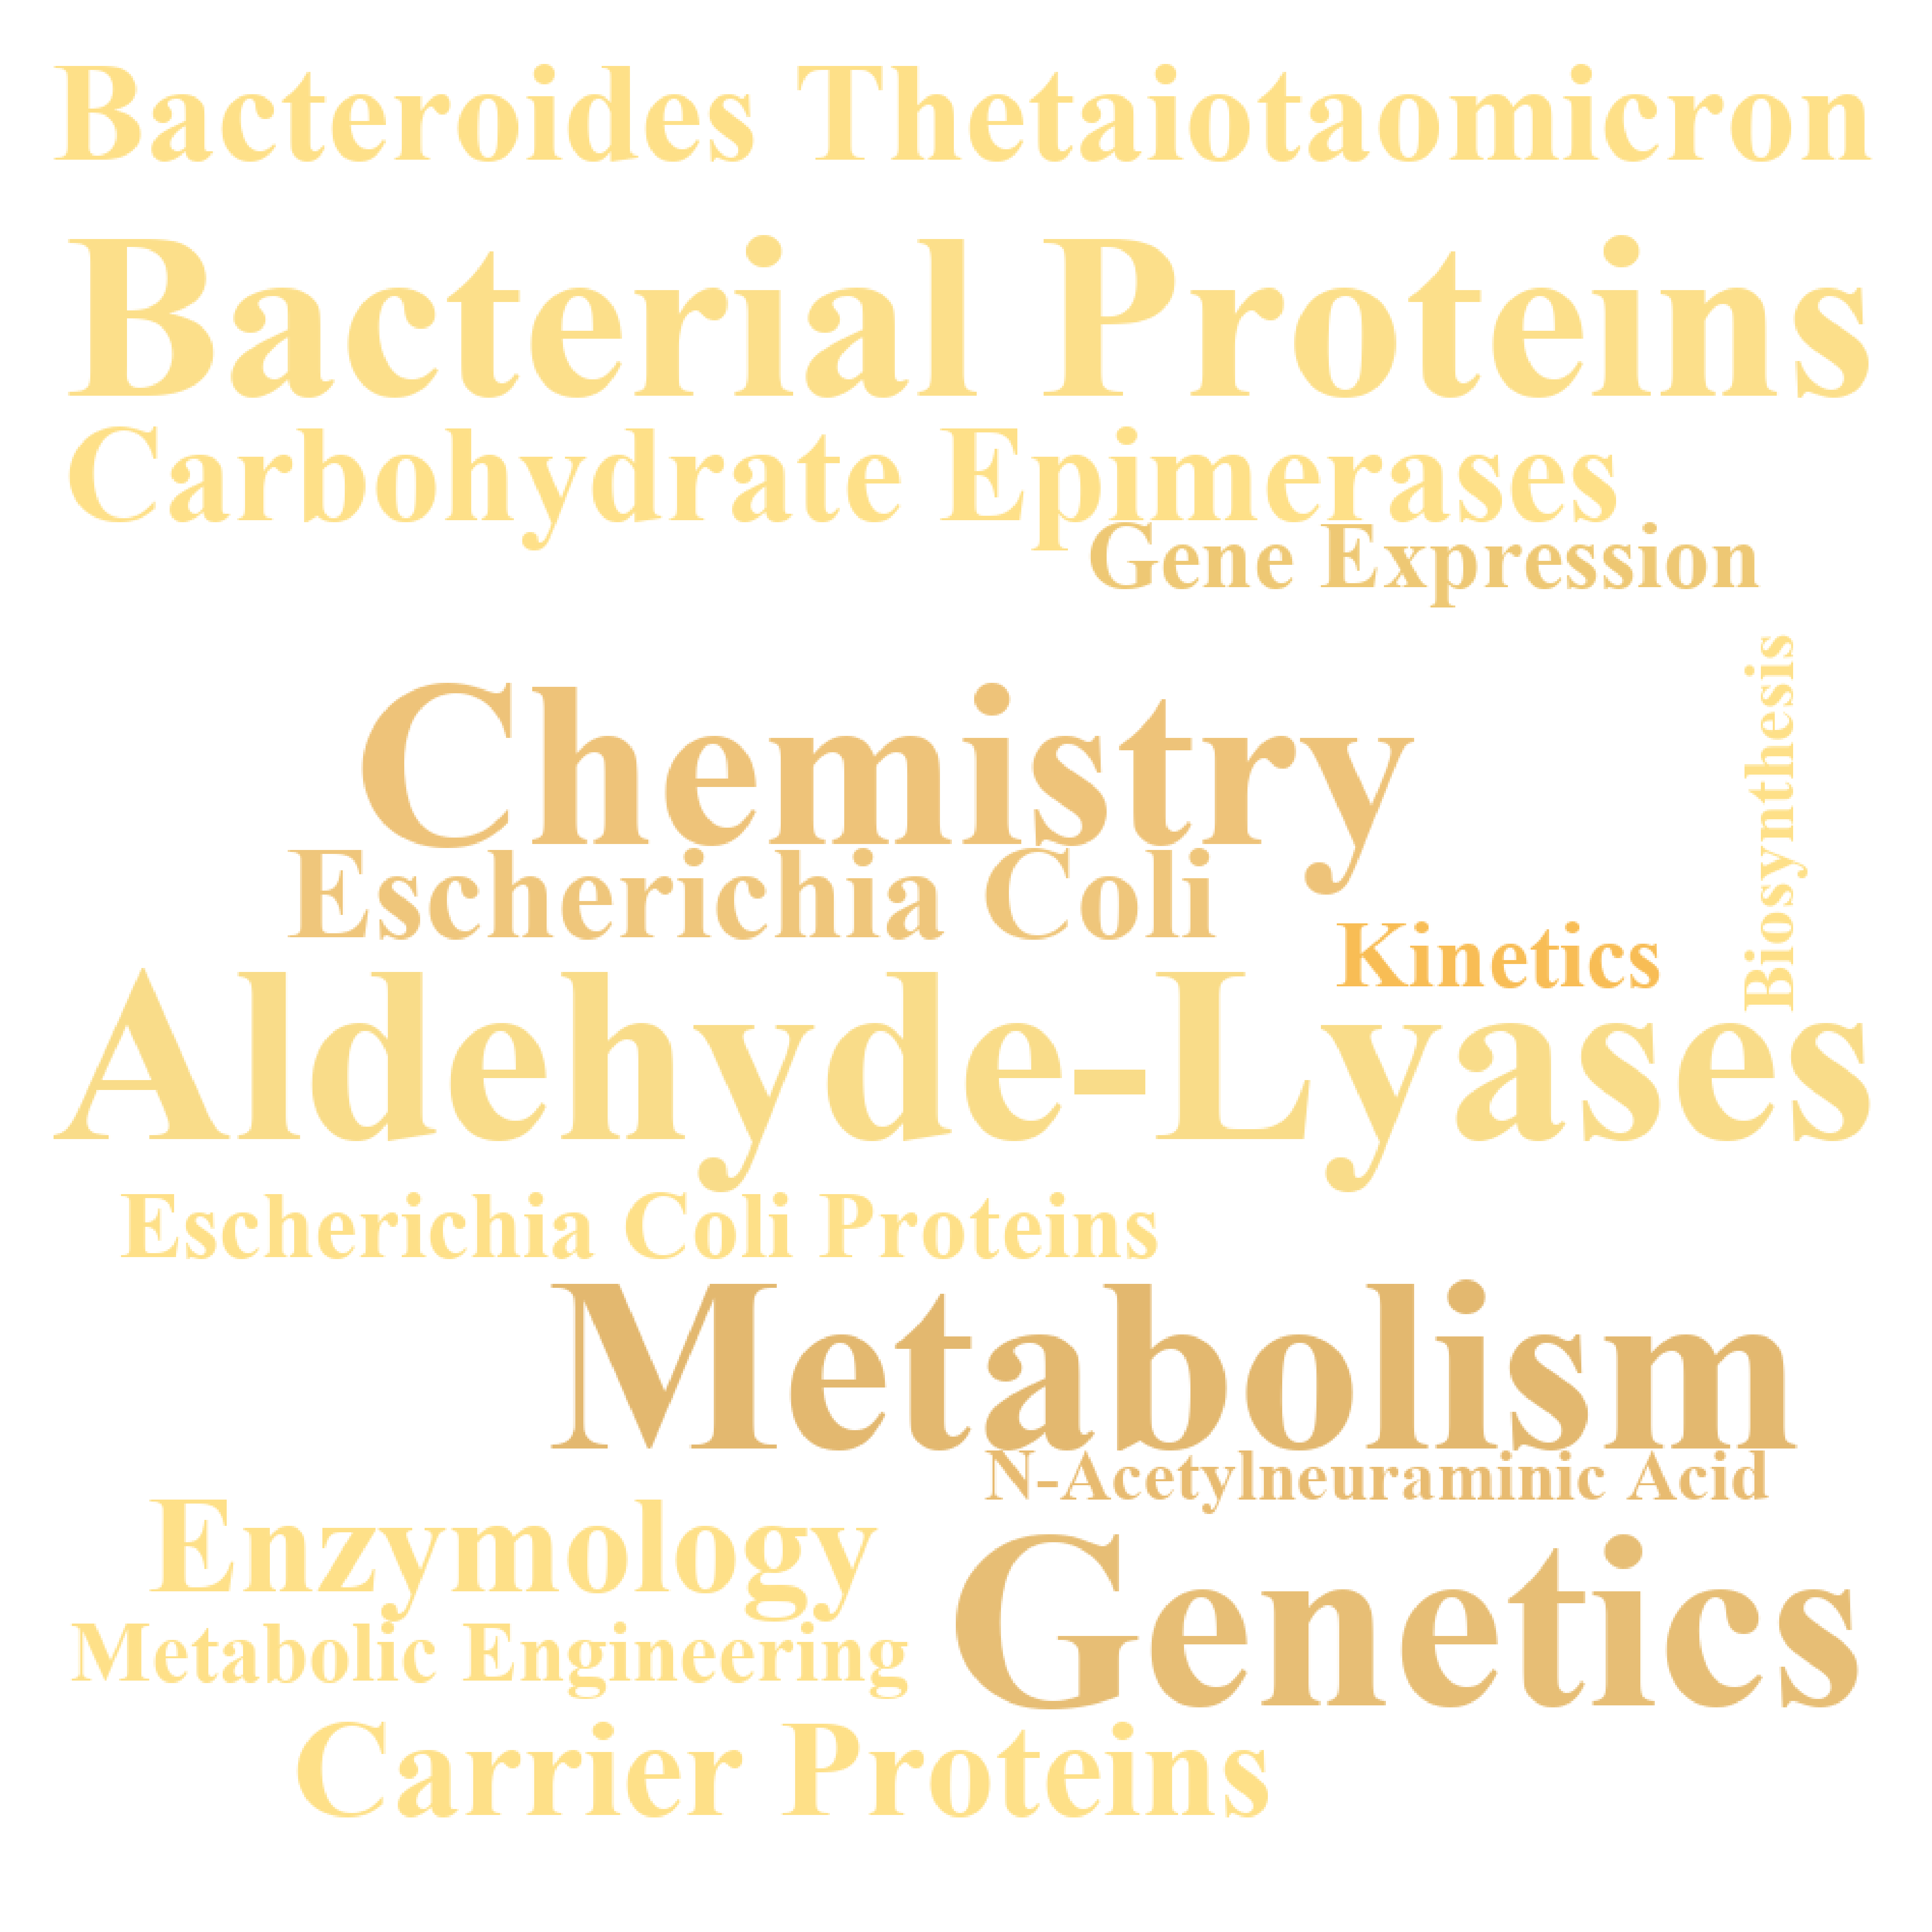 Bacteroides Thetaiotaomicron
Bacterial Proteins
Carbohydrate Epimerases
Gene Expression
Chemistry
Biosynthesis
Escherichia Coli
Kinetics
Aldehyde-Lyases
Escherichia Coli Proteins
Metabolism
N-Acetylneuraminic Acid
Enzymology
Genetics
Metabolic Engineering
Carrier Proteins